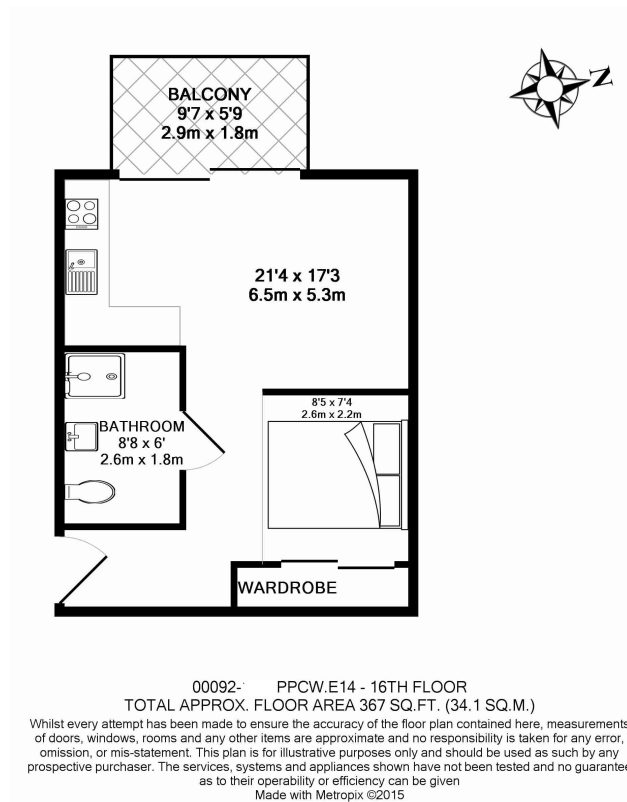 BALCONY
9'7 x 5'9
2.9m x 1.8m
N
21'4 x 17'3
6.5m x 5.3m
8'5 x 7'4
2.6m x 2.2m
BATHROOM
8'8 x 6'
2.6m x 1.8m
WARDROBE
00092- PPCW.E14 - 16TH FLOOR
TOTAL APPROX. FLOOR AREA 367 SQ.FT. (34.1 SQ.M.)
Whilst every attempt has been made to ensure the accuracy of the floor plan contained here, measurements
of doors, windows, rooms and any other items are approximate and no responsibility is taken for any error,
omission, or mis-statement. This plan is for illustrative purposes only and should be used as such by any
prospective purchaser. The services, systems and appliances shown have not been tested and no guarantee
as to their operability or efficiency can be given
Made with Metropix ©2015